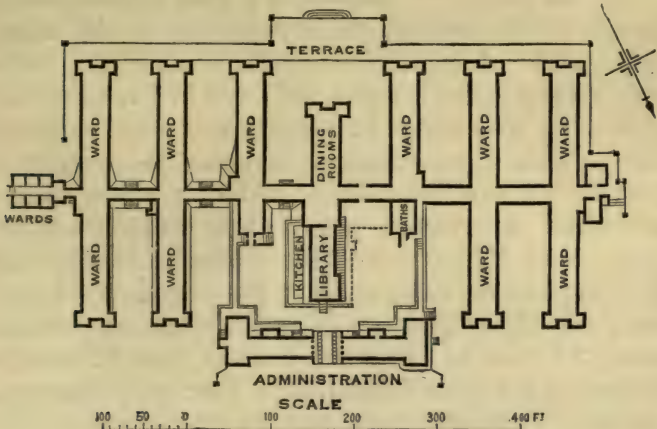 TERRACE
WARD
WARD
WARD
DINING
ROOMS
WARD
WARD
WARD
WARDS
WARD
WARD
KITCHEN
LIBRARY
BATHS
WARD
WARD
ADMINISTRATION
SCALE
100 50 0 100 200 300 400 FT